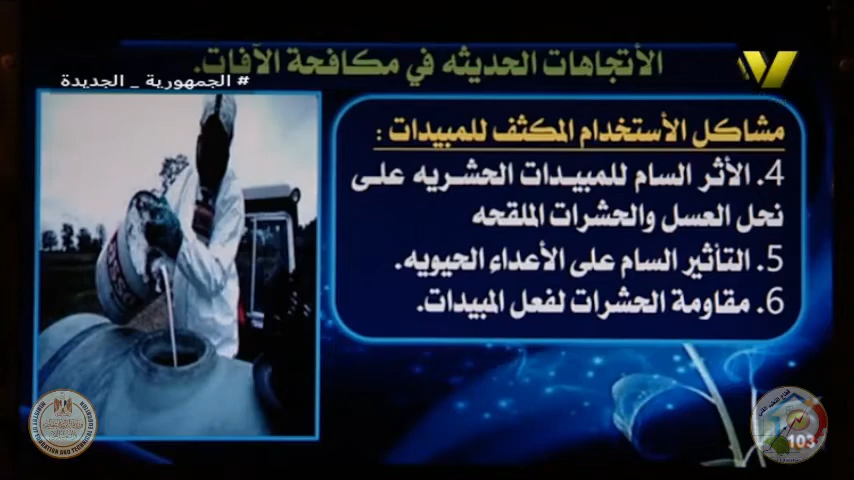 الأتجاهات الحديثه في مكافحة الآفات.
# الجمهورية _ الجديدة
مشاكل الأستخدام المكثف للمبيدات :
4. الأثر السام للمبيدات الحشريه على
نحل العسل والحشرات الملقحه
5. التأثير السام على الأعداء الحيويه.
6. مقاومة الحشرات لفعل المبيدات.
103